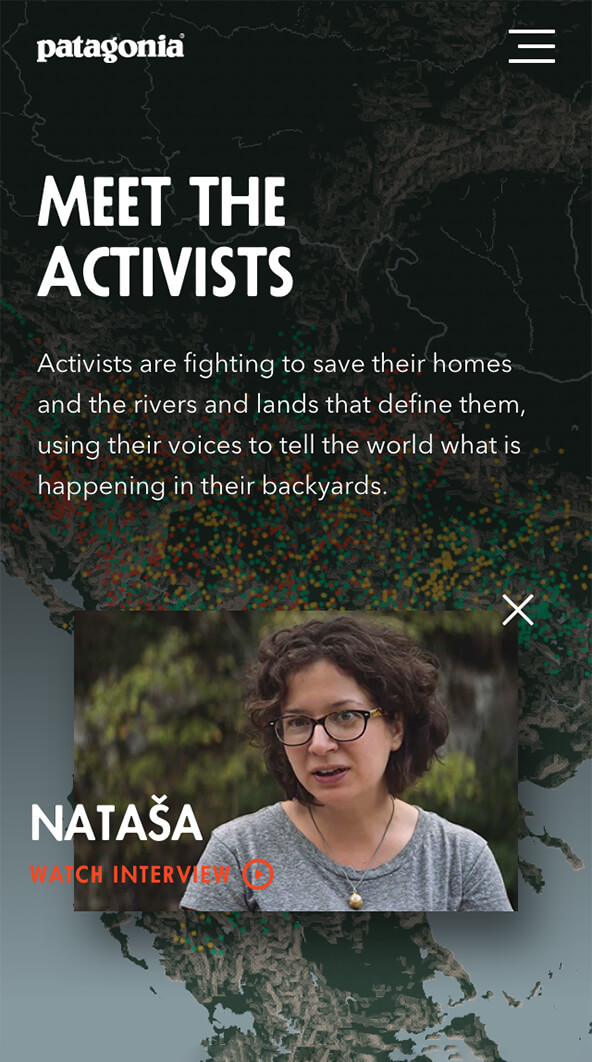 patagonia®
MEET THE
ACTIVISTS
Activists are fighting to save their homes
and the rivers and lands that define them,
using their voices to tell the world what is
happening in their backyards.
NATAŠA
WATCH INTERVIEW